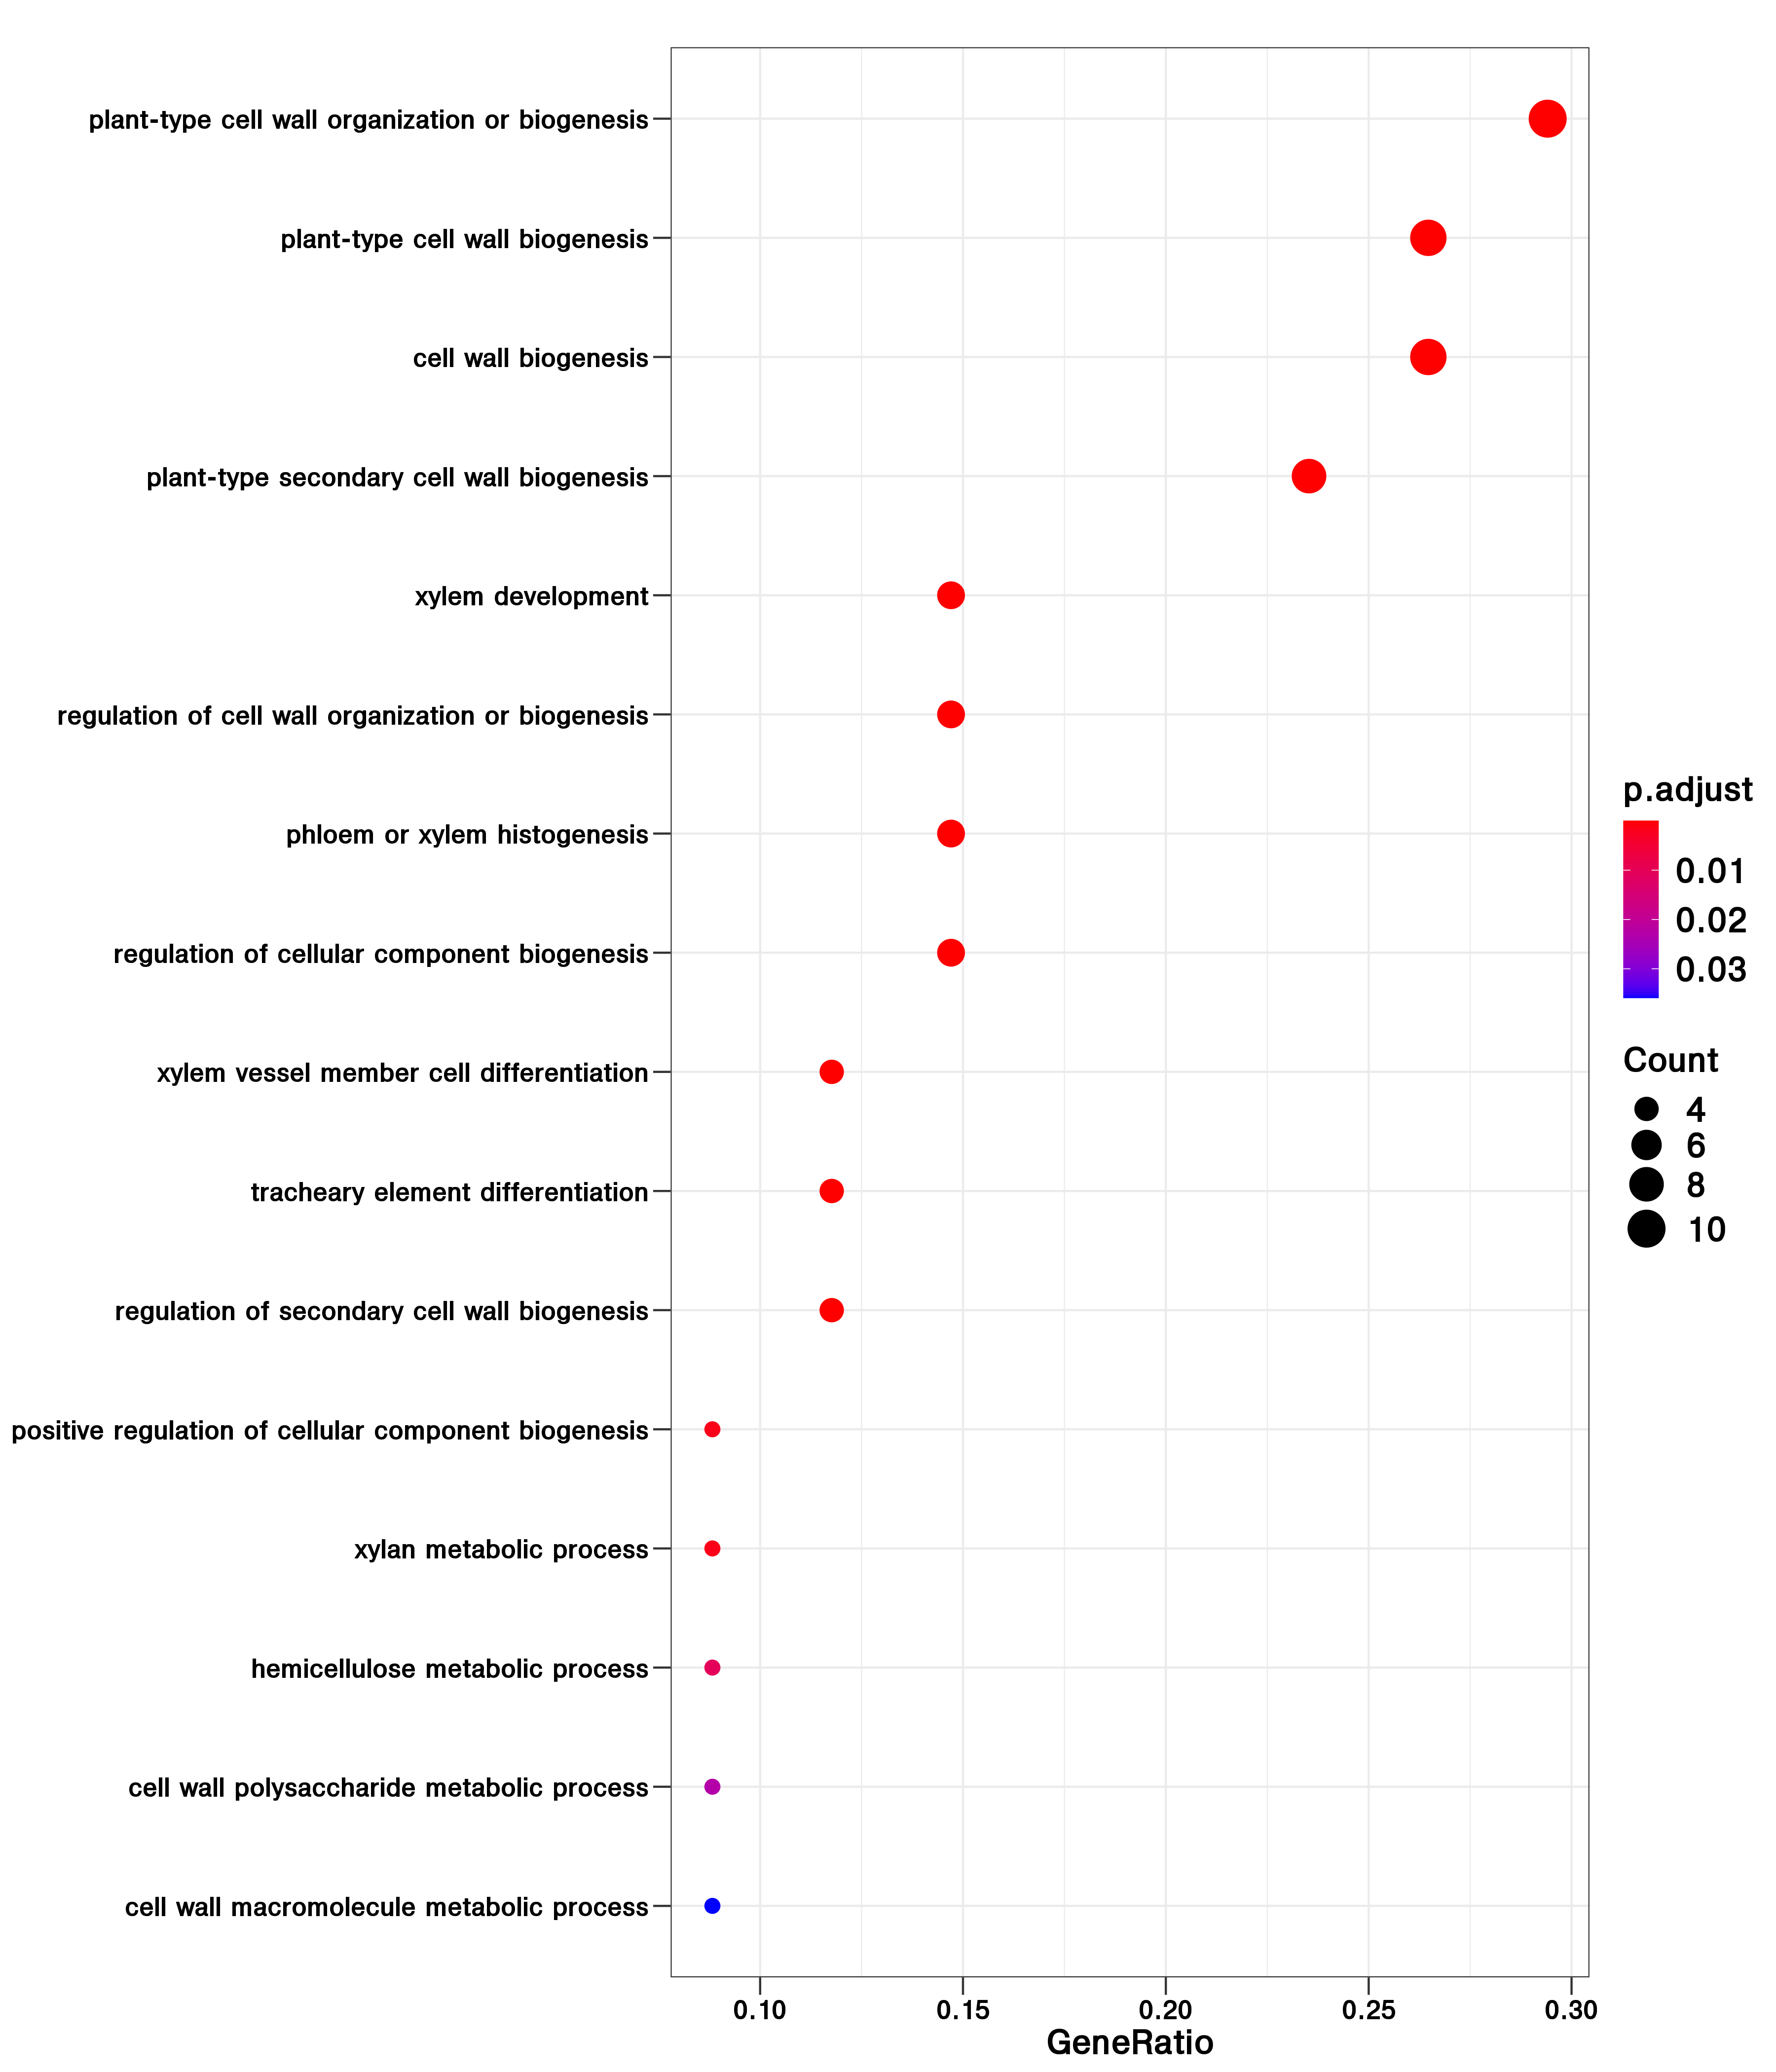 plant-type cell wall organization or biogenesis
plant-type cell wall biogenesis
cell wall biogenesis
plant-type secondary cell wall biogenesis
xylem development
regulation of cell wall organization or biogenesis
phloem or xylem histogenesis
regulation of cellular component biogenesis
xylem vessel member cell differentiation
tracheary element differentiation
regulation of secondary cell wall biogenesis
positive regulation of cellular component biogenesis
xylan metabolic process
hemicellulose metabolic process
cell wall polysaccharide metabolic process
cell wall macromolecule metabolic process
0.10 0.15 0.20 0.25 0.30
GeneRatio
p.adjust
0.01
0.02
0.03
Count
4
6
8
10